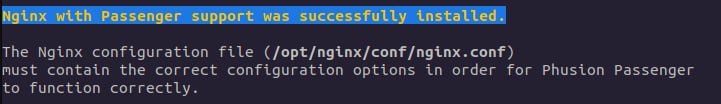 Nginx with Passenger support was successfully installed.
The Nginx configuration file (/opt/nginx/conf/nginx.conf)
must contain the correct configuration options in order for Phusion Passenger
to function correctly.